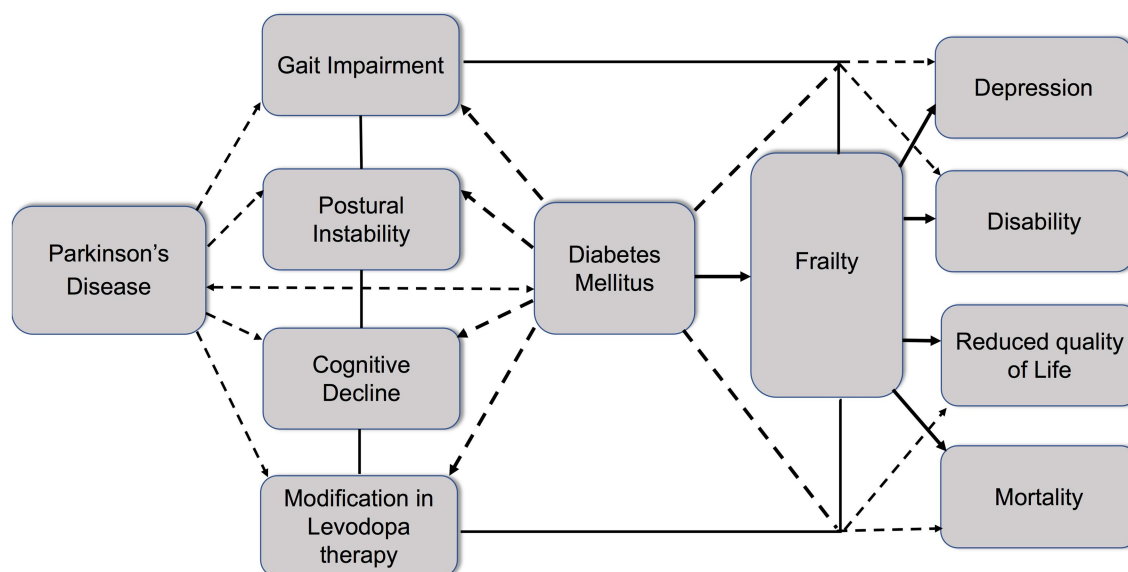 Parkinson's
Disease
Gait Impairment
Postural
Instability
Cognitive
Decline
Modification in
Levodopa
therapy
Diabetes
Mellitus
Frailty
Depression
Disability
Reduced quality
of Life
Mortality